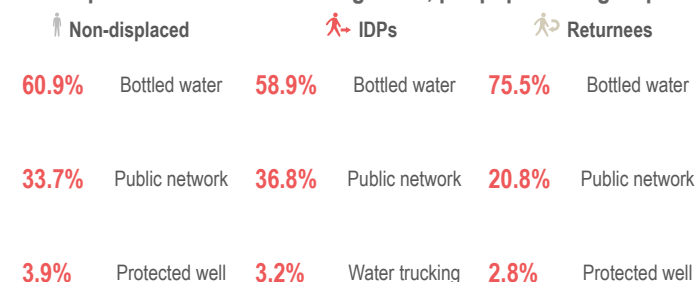 Non-displaced IDPs Returnees
60.9% Bottled water 58.9% Bottled water 75.5% Bottled water
33.7% Public network 36.8% Public network 20.8% Public network
3.9% Protected well 3.2% Water trucking 2.8% Protected well